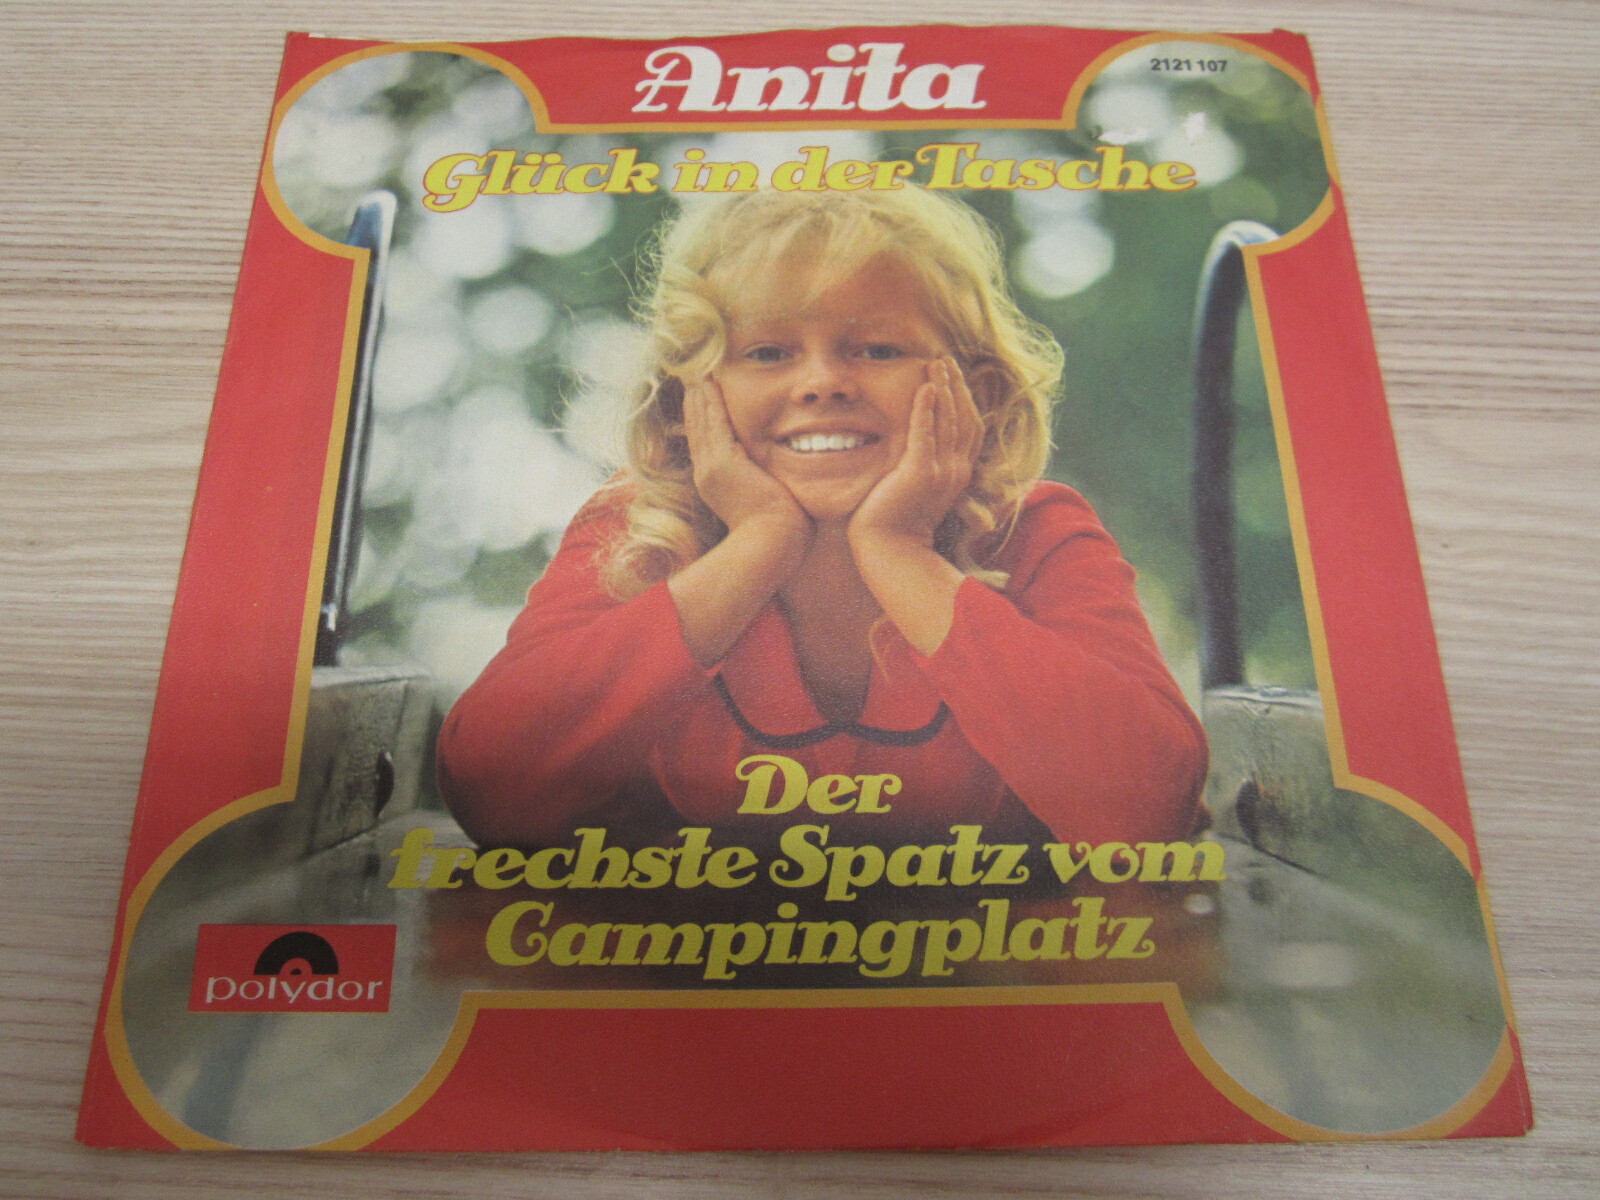 Anita
2121 107
Glück in der Tasche
Der
frechste Spatz vom
Campingplatz
polydor